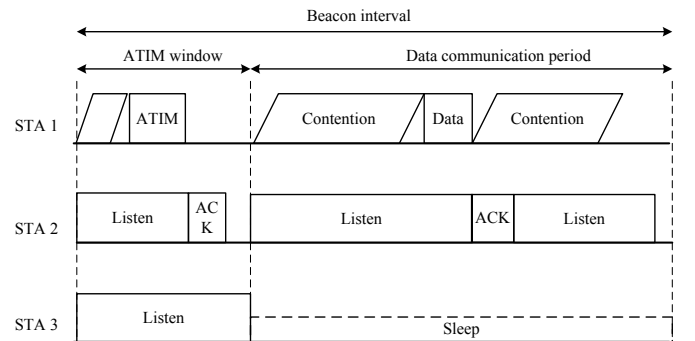 Beacon interval
ATIM window
Data communication period
STA 1
ATIM
Contention
Data
Contention
STA 2
Listen
AC
K
Listen
ACK
Listen
STA 3
Listen
Sleep